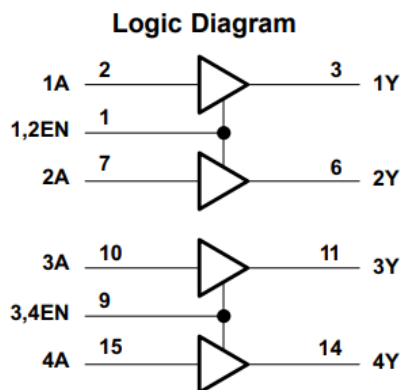 Logic Diagram
1A 2 3 1Y
1,2EN 1
2A 7 6 2Y
3A 10 11 3Y
3,4EN 9
4A 15 14 4Y